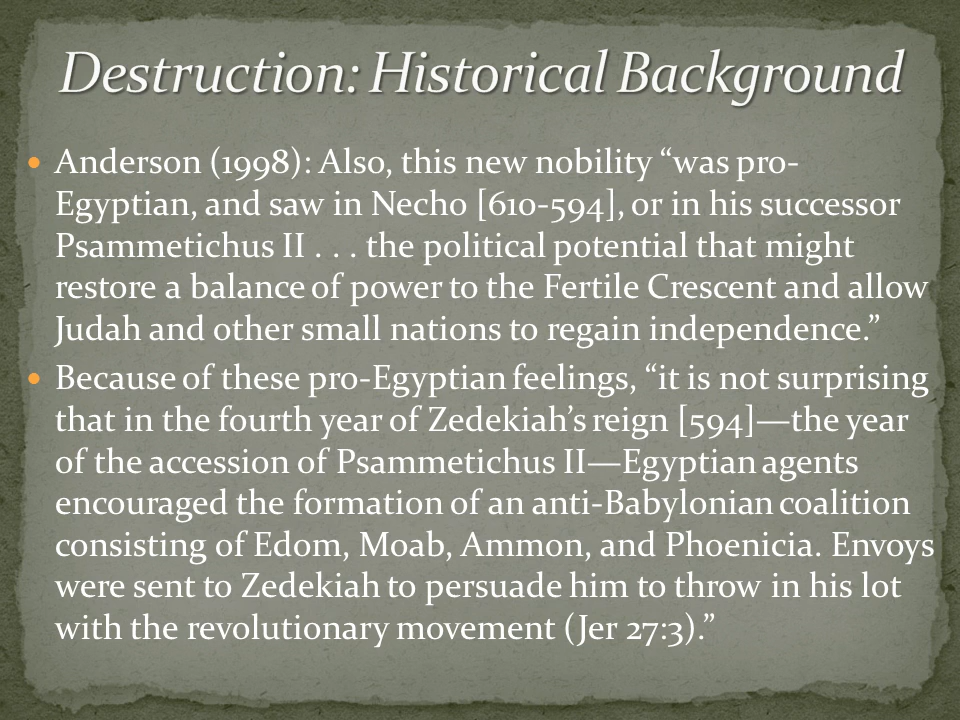 Destruction: Historical Background
Anderson (1998): Also, this new nobility “was pro-
Egyptian, and saw in Necho [610-594], or in his successor
Psammetichus II . . . the political potential that might
restore a balance of power to the Fertile Crescent and allow
Judah and other small nations to regain independence.”
Because of these pro-Egyptian feelings, “it is not surprising
that in the fourth year of Zedekiah’s reign [594]—the year
of the accession of Psammetichus II—Egyptian agents
encouraged the formation of an anti-Babylonian coalition
consisting of Edom, Moab, Ammon, and Phoenicia. Envoys
were sent to Zedekiah to persuade him to throw in his lot
with the revolutionary movement (Jer 27:3).”